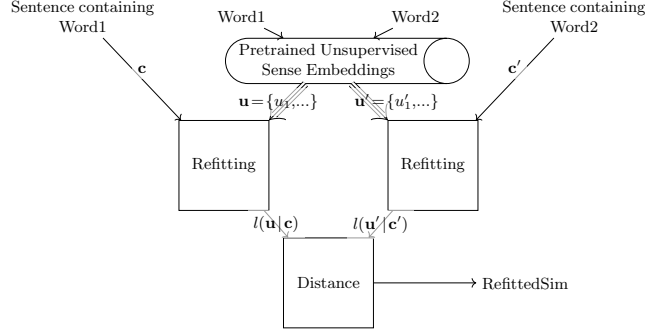 Sentence containing
Word1
Word1
Word2
Sentence containing
Word2
Pretrained Unsupervised
Sense Embeddings
c
c′
u={u₁,...}
u′={u′₁,...}
Refitting
Refitting
l(u|c)
l(u′|c′)
Distance
RefittedSim